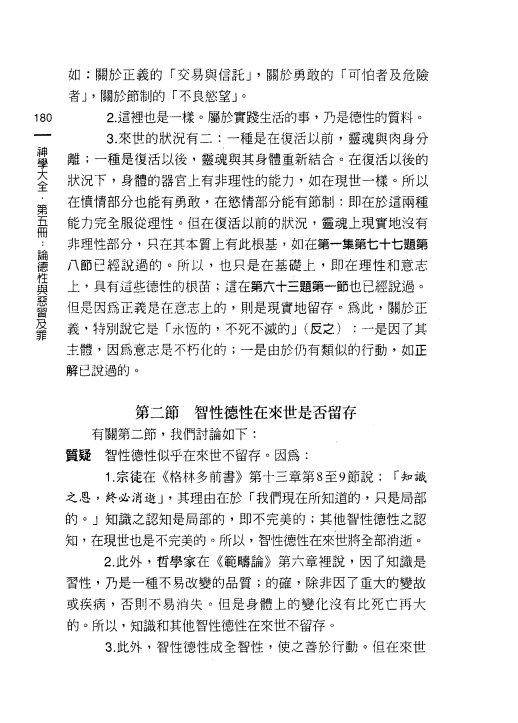 180
神學大全．第五冊：論德性與惡習及罪
如：關於正義的「交易與信託」，關於勇敢的「可怕者及危險
者」，關於節制的「不良慾望」。
2.這裡也是一樣。屬於實踐生活的事，乃是德性的質料。
3.來世的狀況有二：一種是在復活以前，靈魂與肉身分
離；一種是復活以後，靈魂與其身體重新結合。在復活以後的
狀況下，身體的器官上有非理性的能力，如在現世一樣。所以
在憤情部分也能有勇敢，在慾情部分能有節制：即在於這兩種
能力完全服從理性。但在復活以前的狀況，靈魂上現實地沒有
非理性部分，只在其本質上有此根基，如在第一集第七十七題第
八節已經說過的。所以，也只是在基礎上，即在理性和意志
上，具有這些德性的根苗；這在第六十三題第一節也已經說過。
但是因為正義是在意志上的，則是現實地留存。為此，關於正
義，特別說它是「永恆的，不死不滅的」（反之）：一是因了其
主體，因為意志是不朽化的；一是由於仍有類似的行動，如正
解已說過的。
第二節　智性德性在來世是否留存
有關第二節，我們討論如下：
質疑　智性德性似乎在來世不留存。因為：
1.宗徒在《格林多前書》第十三章第8至9節說：「知識
之恩，終必消逝」，其理由在於「我們現在所知道的，只是局部
的。」知識之認知是局部的，即不完美的；其他智性德性之認
知，在現世也是不完美的。所以，智性德性在來世將全部消逝。
2.此外，哲學家在《範疇論》第六章裡說，因了知識是
習性，乃是一種不易改變的品質；的確，除非因了重大的變故
或疾病，否則不易消失。但是身體上的變化沒有比死亡再大
的。所以，知識和其他智性德性在來世不留存。
3.此外，智性德性成全智性，使之善於行動。但在來世